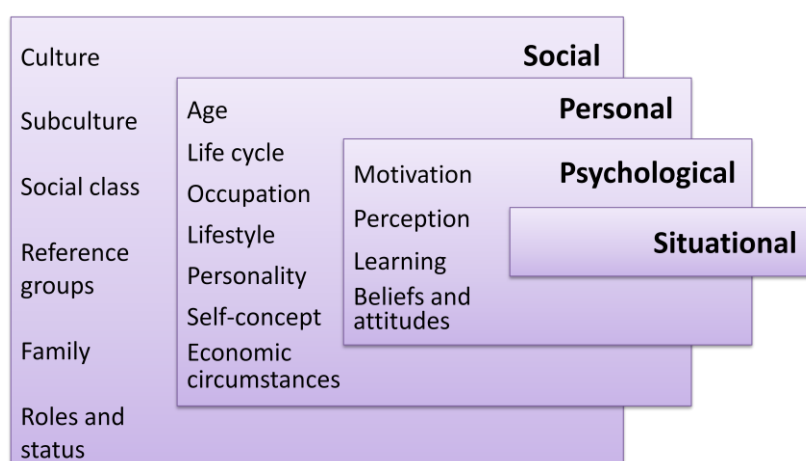 Social
Culture
Subculture
Social class
Reference
groups
Family
Roles and
status
Personal
Age
Life cycle
Occupation
Lifestyle
Personality
Self-concept
Economic
circumstances
Psychological
Motivation
Perception
Learning
Beliefs and
attitudes
Situational